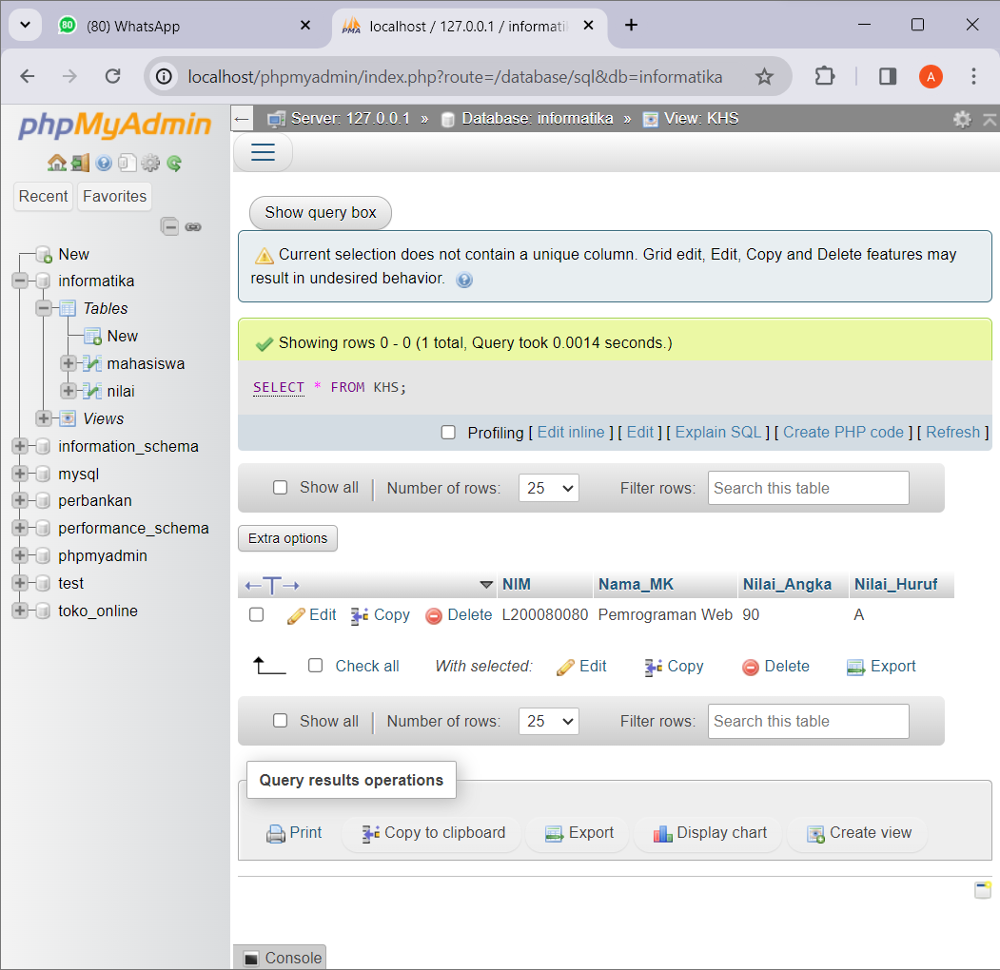 80 (80) WhatsApp
PMA localhost / 127.0.0.1 / informati
localhost/phpmyadmin/index.php?route=/database/sql&db=informatika
A
phpMyAdmin
Recent Favorites
New
informatika
Tables
New
mahasiswa
nilai
Views
information_schema
mysql
perbankan
performance_schema
phpmyadmin
test
toko_online
Server: 127.0.0.1 » Database: informatika » View: KHS
Show query box
Current selection does not contain a unique column. Grid edit, Edit, Copy and Delete features may
result in undesired behavior.
Showing rows 0 - 0 (1 total, Query took 0.0014 seconds.)
SELECT * FROM KHS;
Profiling [ Edit inline ] [ Edit ] [ Explain SQL ] [ Create PHP code ] [ Refresh ]
Show all | Number of rows: 25 Filter rows: Search this table
Extra options
←T→ NIM Nama_MK Nilai_Angka Nilai_Huruf
Edit Copy Delete L200080080 Pemrograman Web 90 A
Check all With selected: Edit Copy Delete Export
Show all | Number of rows: 25 Filter rows: Search this table
Query results operations
Print Copy to clipboard Export Display chart Create view
Console